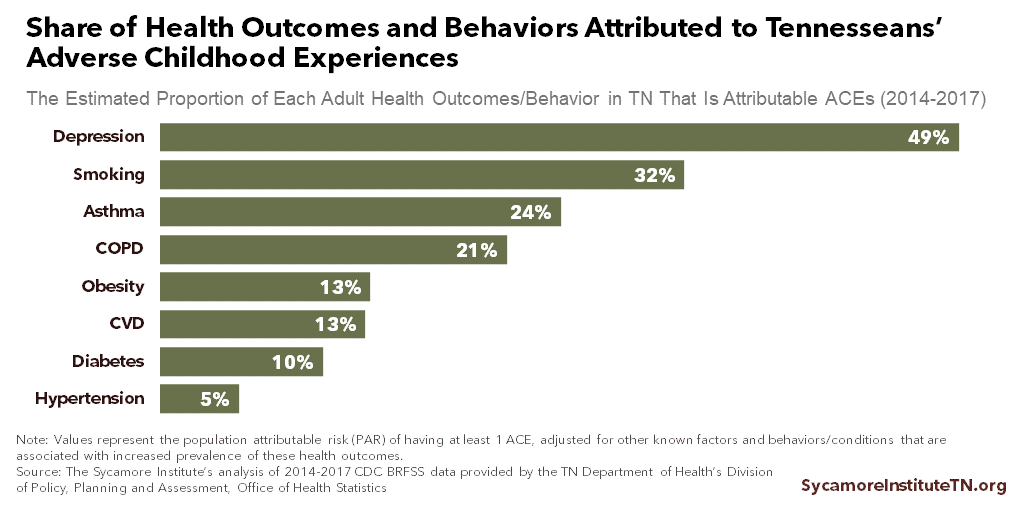 Share of Health Outcomes and Behaviors Attributed to Tennesseans’
Adverse Childhood Experiences
The Estimated Proportion of Each Adult Health Outcomes/Behavior in TN That Is Attributable ACEs (2014-2017)
Depression 49%
Smoking 32%
Asthma 24%
COPD 21%
Obesity 13%
CVD 13%
Diabetes 10%
Hypertension 5%
Note: Values represent the population attributable risk (PAR) of having at least 1 ACE, adjusted for other known factors and behaviors/conditions that are
associated with increased prevalence of these health outcomes.
Source: The Sycamore Institute’s analysis of 2014-2017 CDC BRFSS data provided by the TN Department of Health’s Division
of Policy, Planning and Assessment, Office of Health Statistics
SycamoreInstituteTN.org